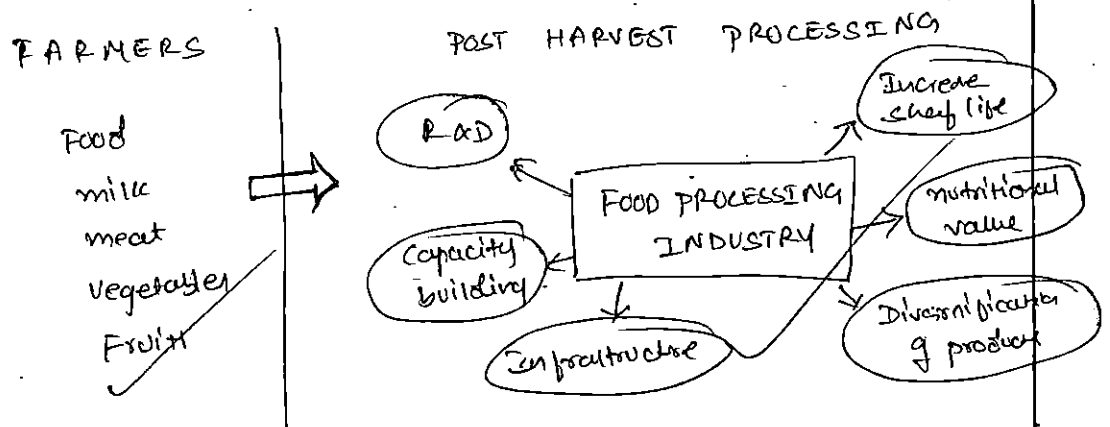 FARMERS
Food
milk
meat
vegetables
Fruits
POST HARVEST PROCESSING
R&D
Capacity
building
Infrastructure
FOOD PROCESSING
INDUSTRY
Increase
shelf life
nutritional
value
Diversification
of products